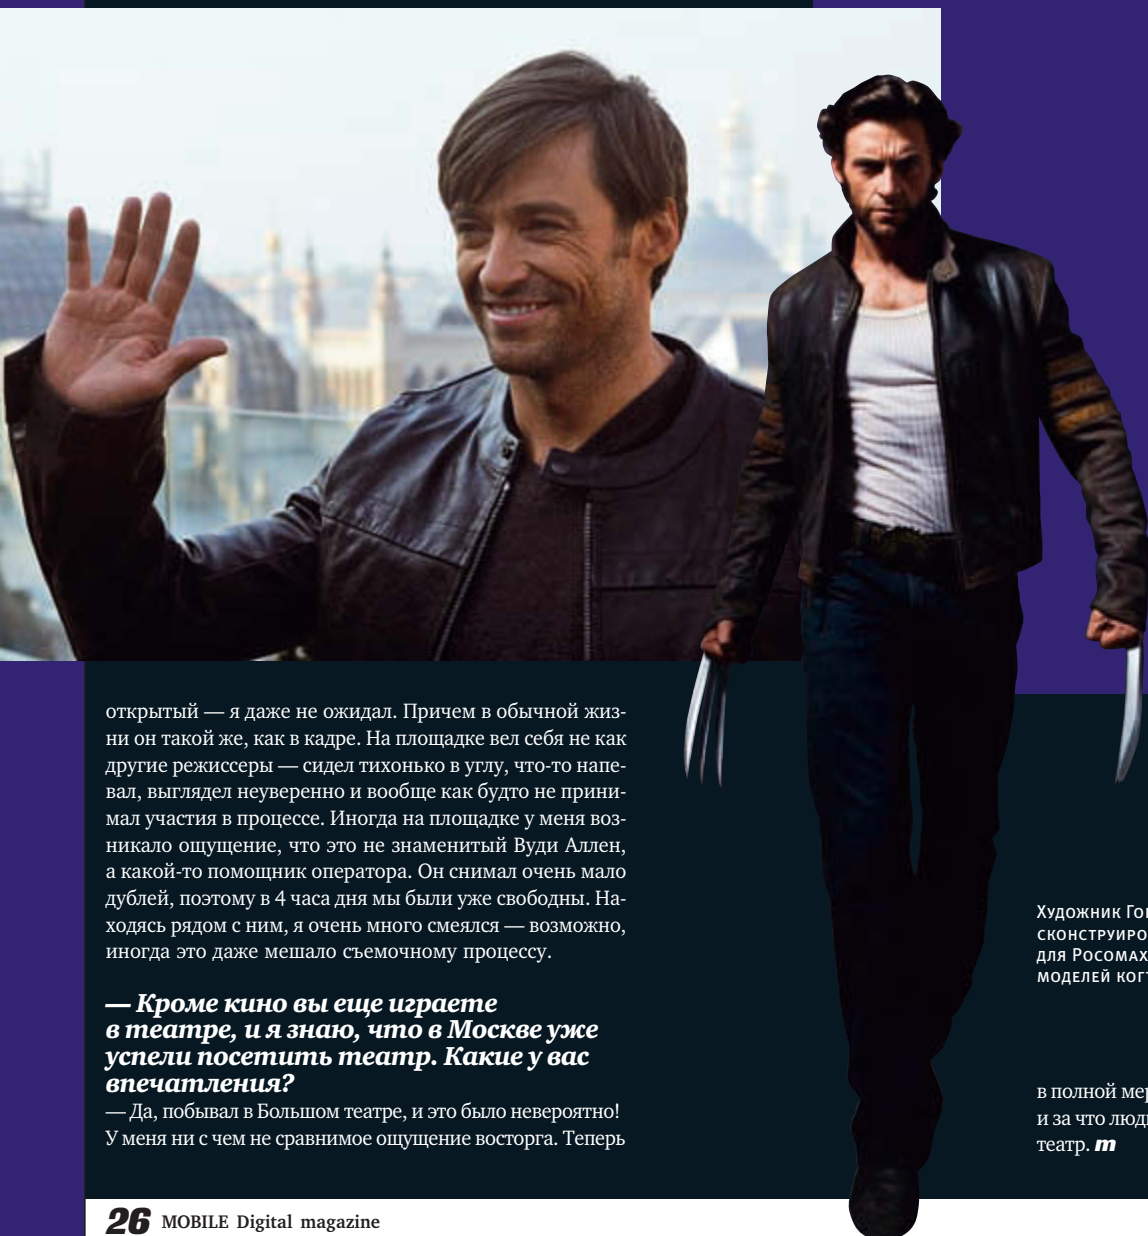 открытый — я даже не ожидал. Причем в обычной жиз-
ни он такой же, как в кадре. На площадке вел себя не как
другие режиссеры — сидел тихонько в углу, что-то напе-
вал, выглядел неуверенно и вообще как будто не прини-
мал участия в процессе. Иногда на площадке у меня воз-
никало ощущение, что это не знаменитый Вуди Аллен,
а какой-то помощник оператора. Он снимал очень мало
дублей, поэтому в 4 часа дня мы были уже свободны. На-
ходясь рядом с ним, я очень много смеялся — возможно,
иногда это даже мешало съемочному процессу.
— Кроме кино вы еще играете
в театре, и я знаю, что в Москве уже
успели посетить театр. Какие у вас
впечатления?
— Да, побывал в Большом театре, и это было невероятно!
У меня ни с чем не сравнимое ощущение восторга. Теперь
Художник
для
моделей
в полной
и за что
театр. m
26 MOBILE Digital magazine